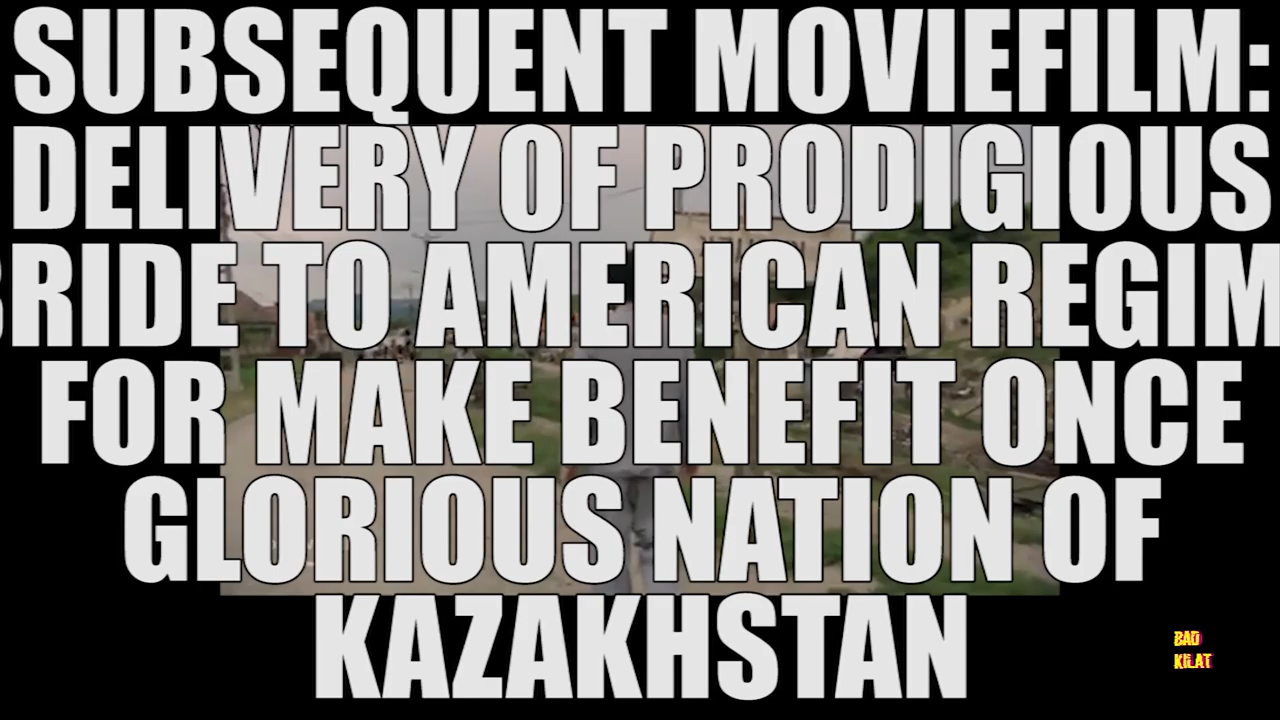 SUBSEQUENT MOVIEFILM:
DELIVERY OF PRODIGIOUS
BRIDE TO AMERICAN REGIM
FOR MAKE BENEFIT ONCE
GLORIOUS NATION OF
KAZAKHSTAN
BAD
KILAT